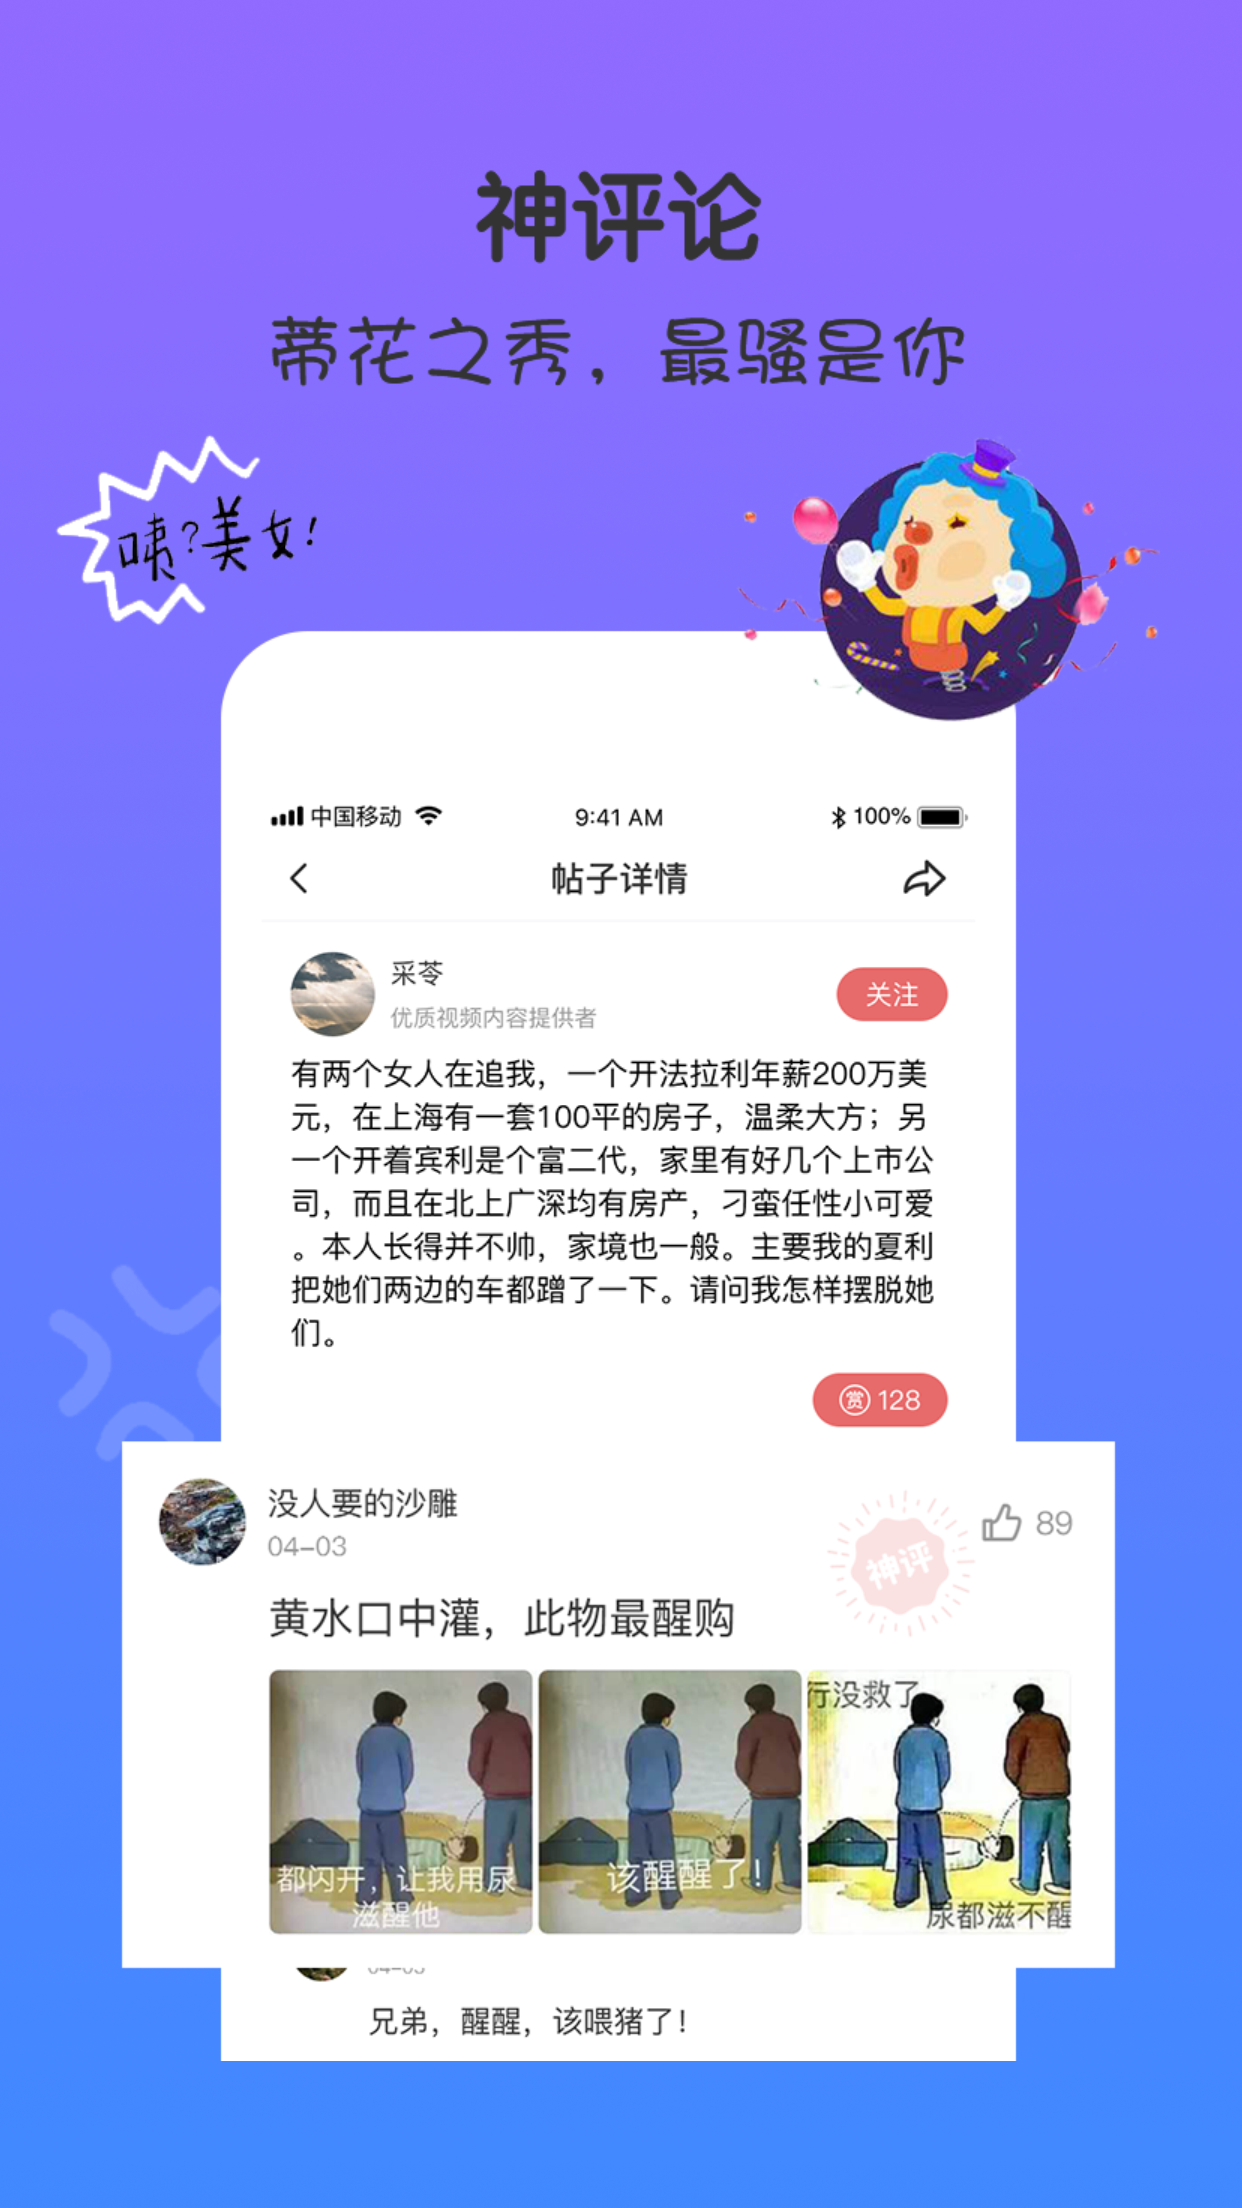 神评论
蒂花之秀，最骚是你
咦?美女!
中国移动
9:41 AM
100%
帖子详情
采苓
优质视频内容提供者
关注
有两个女人在追我，一个开法拉利年薪200万美
元，在上海有一套100平的房子，温柔大方；另
一个开着宾利是个富二代，家里有好几个上市公
司，而且在北上广深均有房产，刁蛮任性小可爱
。本人长得并不帅，家境也一般。主要我的夏利
把她们两边的车都蹭了一下。请问我怎样摆脱她
们。
赏 128
没人要的沙雕
04-03
神评
89
黄水口中灌，此物最醒购
都闪开，让我用尿
滋醒他
该醒醒了!
行没救了
尿都滋不醒
04-03
兄弟，醒醒，该喂猪了！